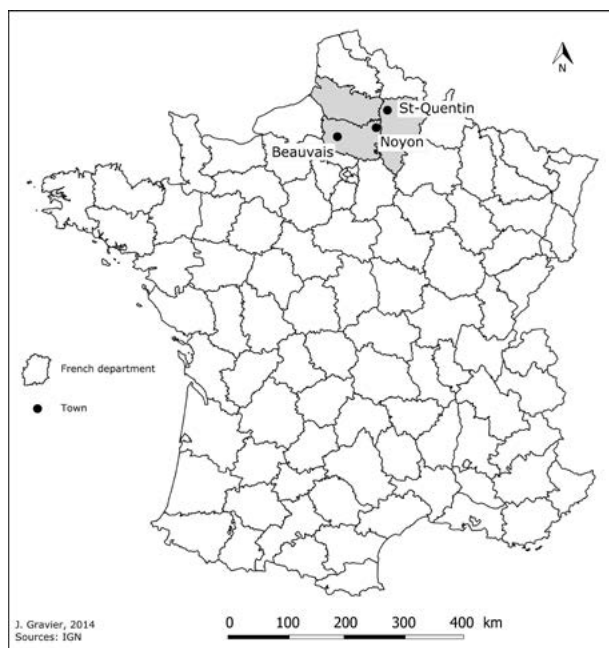 N
St-Quentin
Noyon
Beauvais
French department
Town
J. Gravier, 2014
Sources: IGN
0 100 200 300 400 km